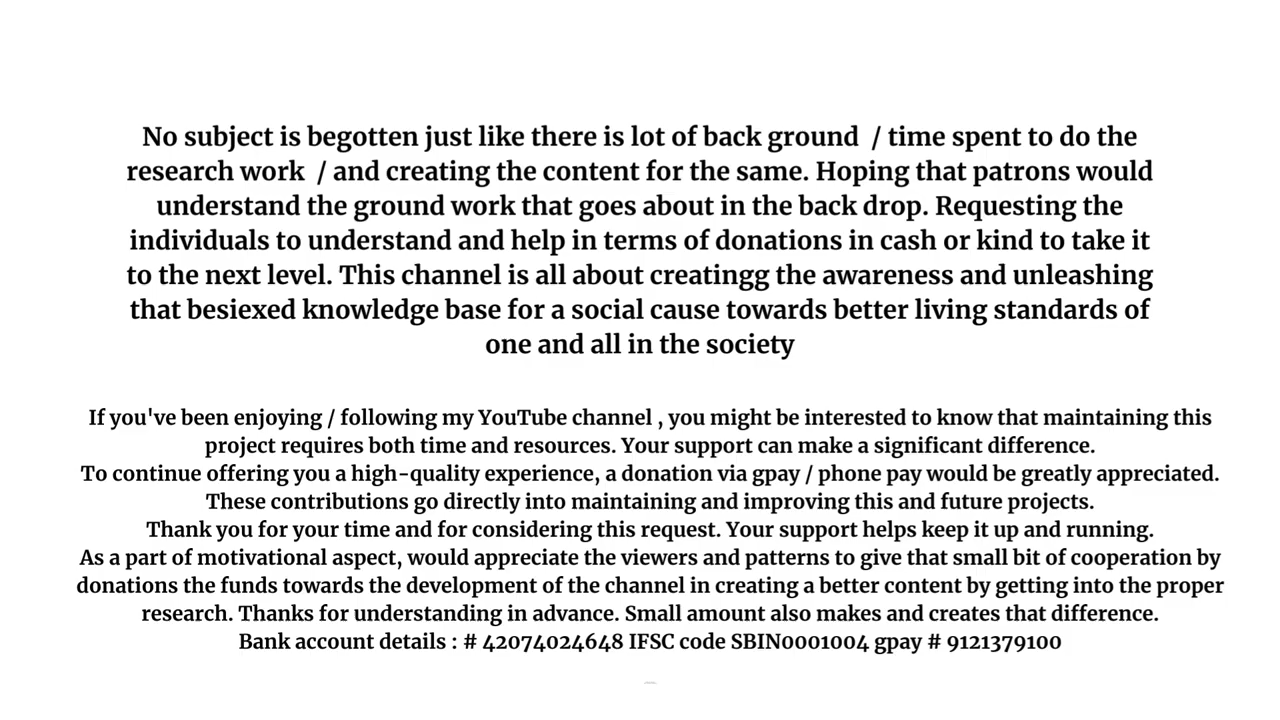 No subject is begotten just like there is lot of back ground / time spent to do the
research work / and creating the content for the same. Hoping that patrons would
understand the ground work that goes about in the back drop. Requesting the
individuals to understand and help in terms of donations in cash or kind to take it
to the next level. This channel is all about creatingg the awareness and unleashing
that besiexed knowledge base for a social cause towards better living standards of
one and all in the society
If you've been enjoying / following my YouTube channel , you might be interested to know that maintaining this
project requires both time and resources. Your support can make a significant difference.
To continue offering you a high-quality experience, a donation via gpay / phone pay would be greatly appreciated.
These contributions go directly into maintaining and improving this and future projects.
Thank you for your time and for considering this request. Your support helps keep it up and running.
As a part of motivational aspect, would appreciate the viewers and patterns to give that small bit of cooperation by
donations the funds towards the development of the channel in creating a better content by getting into the proper
research. Thanks for understanding in advance. Small amount also makes and creates that difference.
Bank account details : # 42074024648 IFSC code SBIN0001004 gpay # 9121379100